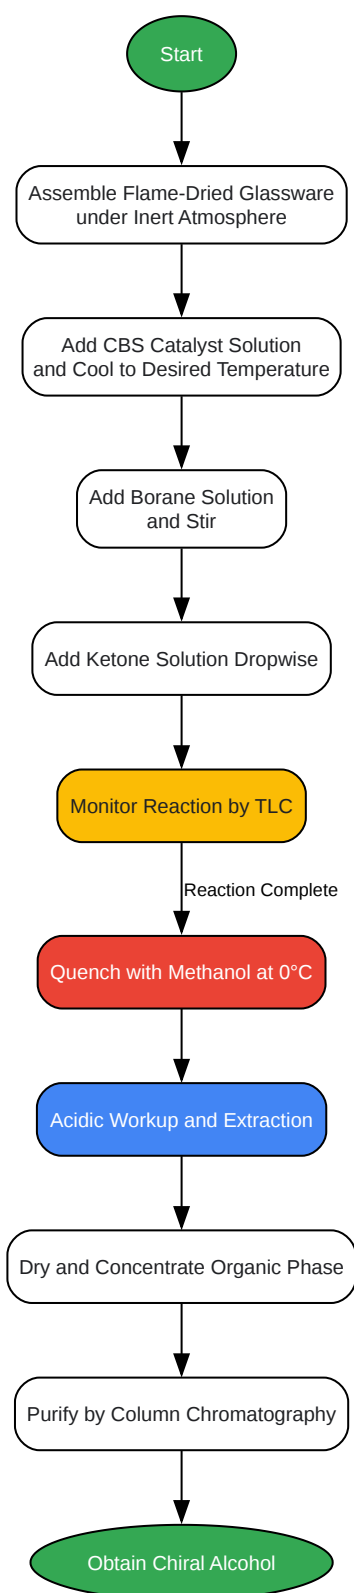 Start
Assemble Flame-Dried Glassware
under Inert Atmosphere
Add CBS Catalyst Solution
and Cool to Desired Temperature
Add Borane Solution
and Stir
Add Ketone Solution Dropwise
Monitor Reaction by TLC
Reaction Complete
Quench with Methanol at 0°C
Acidic Workup and Extraction
Dry and Concentrate Organic Phase
Purify by Column Chromatography
Obtain Chiral Alcohol